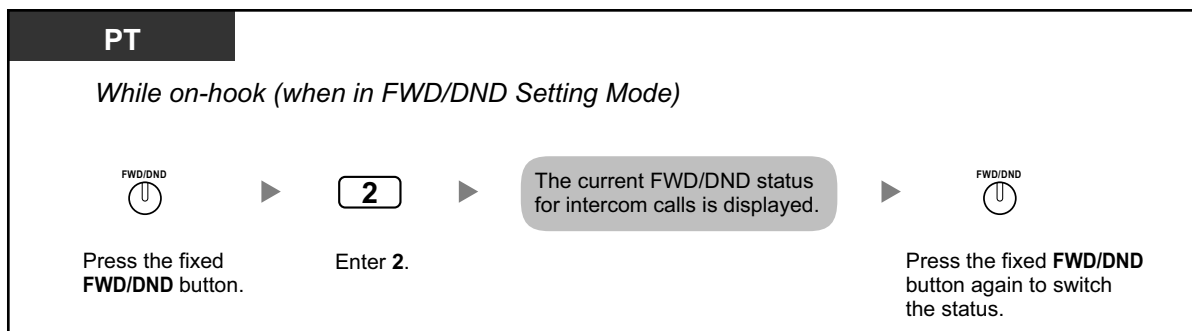 PT
While on-hook (when in FWD/DND Setting Mode)
FWD/DND
2
The current FWD/DND status
for intercom calls is displayed.
FWD/DND
Press the fixed
FWD/DND button.
Enter 2.
Press the fixed FWD/DND
button again to switch
the status.